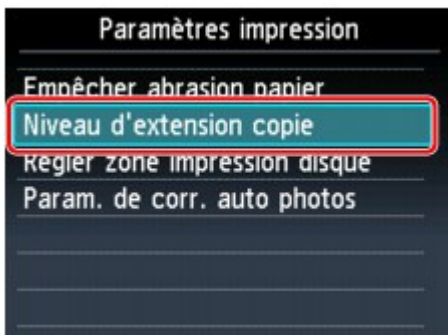 Paramètres impression
Empêcher abrasion papier
Niveau d'extension copie
Régler zone impression disque
Param. de corr. auto photos